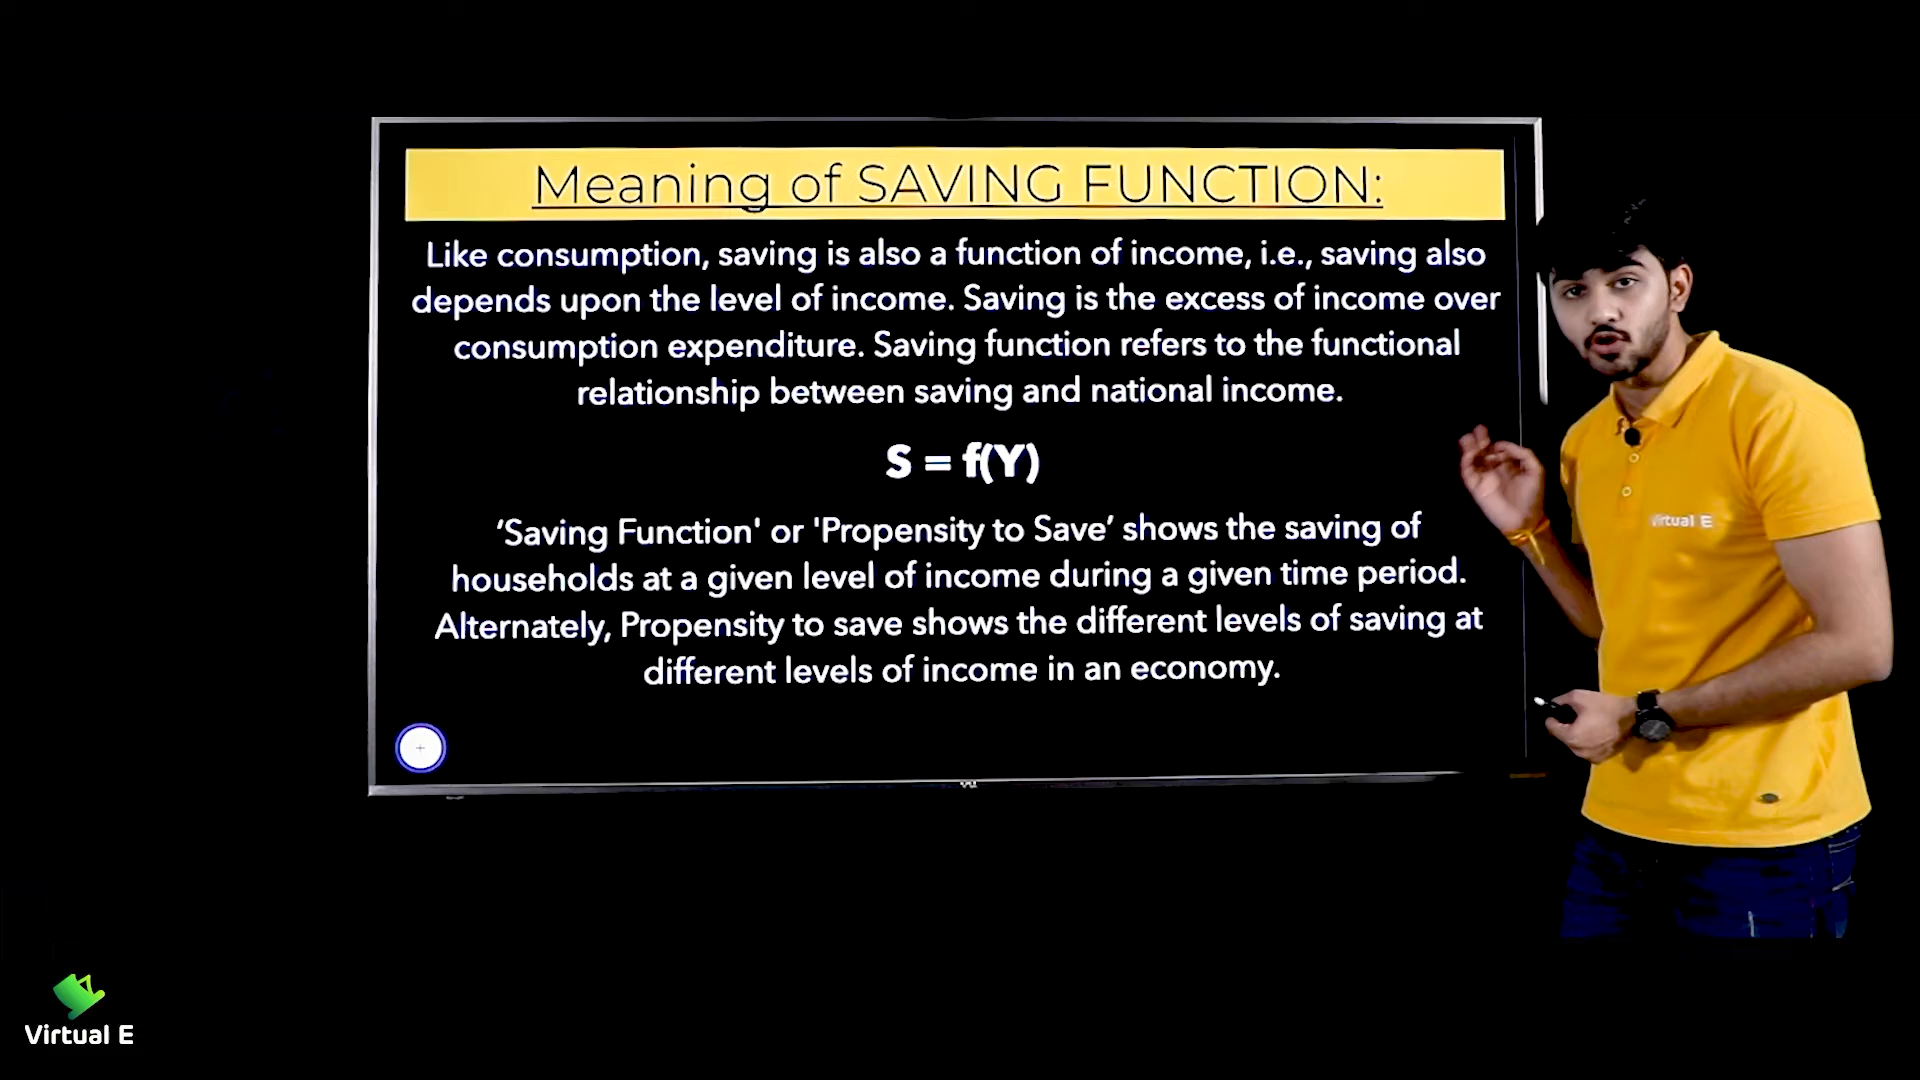 Meaning of SAVING FUNCTION:
Like consumption, saving is also a function of income, i.e., saving also
depends upon the level of income. Saving is the excess of income over
consumption expenditure. Saving function refers to the functional
relationship between saving and national income.
S = f(Y)
‘Saving Function' or 'Propensity to Save’ shows the saving of
households at a given level of income during a given time period.
Alternately, Propensity to save shows the different levels of saving at
different levels of income in an economy.
Virtual E
Virtual E